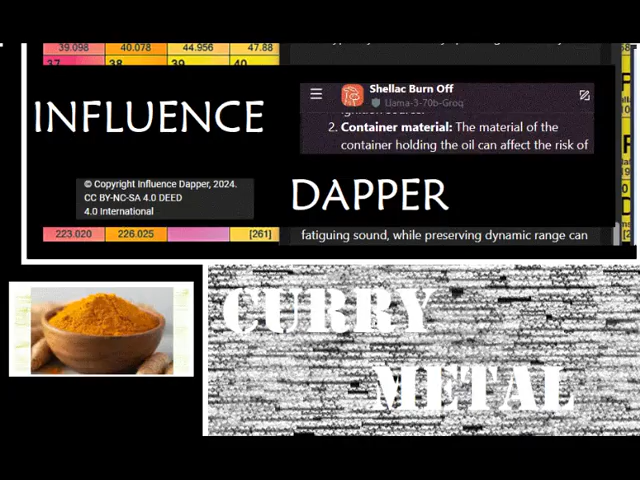 39.098 40.078 44.956 47.88
37 38 39 40
INFLUENCE
Shellac Burn Off
Llama-3-70b-Groq
2. Container material: The material of the
container holding the oil can affect the risk of
© Copyright Influence Dapper, 2024.
CC BY-NC-SA 4.0 DEED
4.0 International
DAPPER
223.020 226.025 [261]
fatiguing sound, while preserving dynamic range can
CURRY
METAL